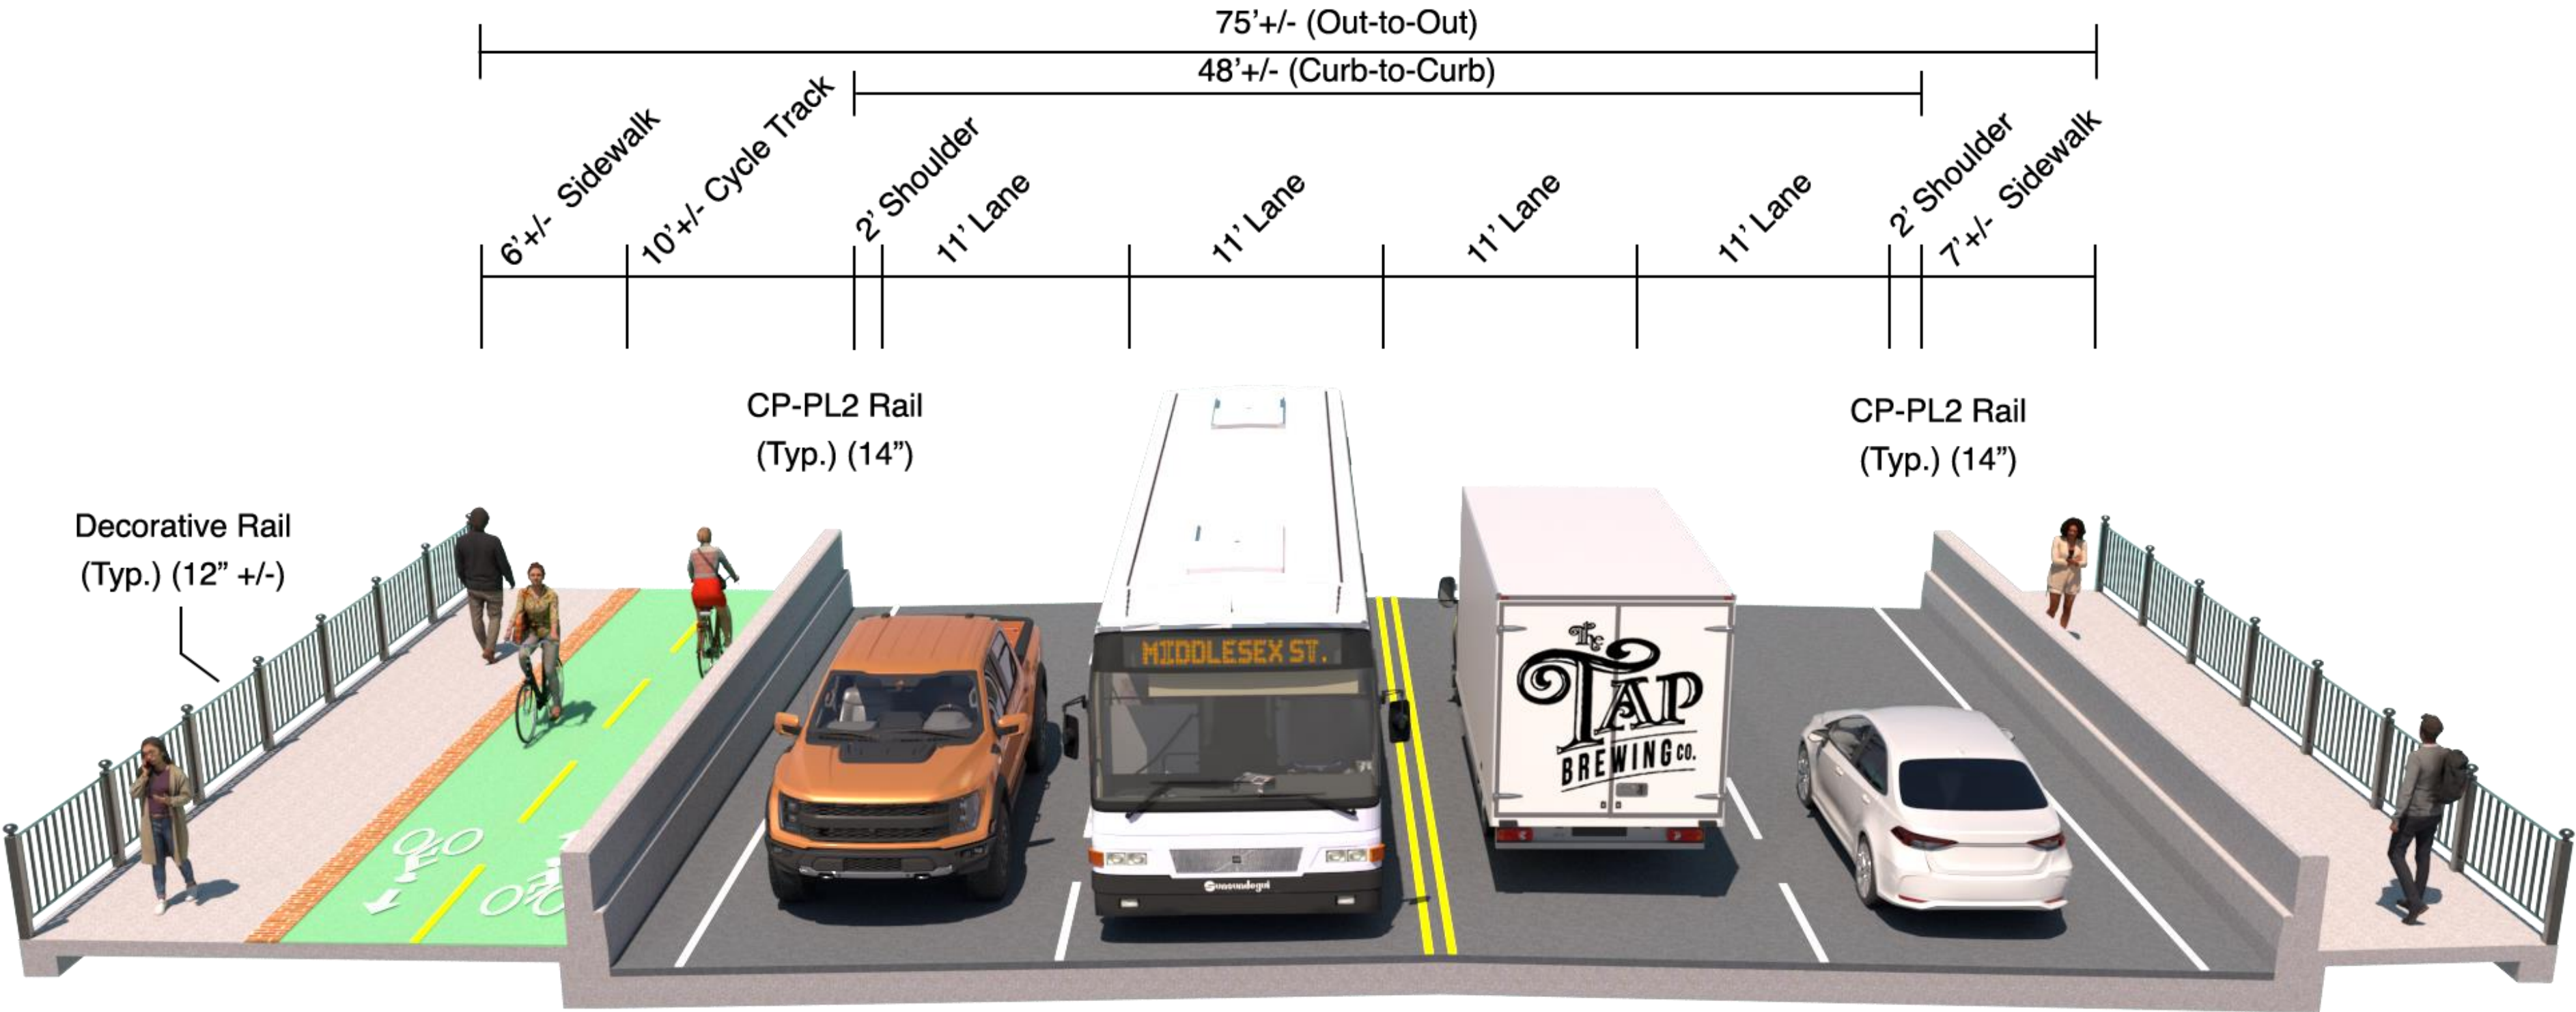 75’+/- (Out-to-Out)
48’+/- (Curb-to-Curb)
6’+/- Sidewalk
10’+/- Cycle Track
2’ Shoulder
11’ Lane
11’ Lane
11’ Lane
11’ Lane
2’ Shoulder
7’+/- Sidewalk
CP-PL2 Rail
(Typ.) (14”)
CP-PL2 Rail
(Typ.) (14”)
Decorative Rail
(Typ.) (12” +/-)
MIDDLESEX ST.
The
TAP
BREWING CO.
Sunsundegui